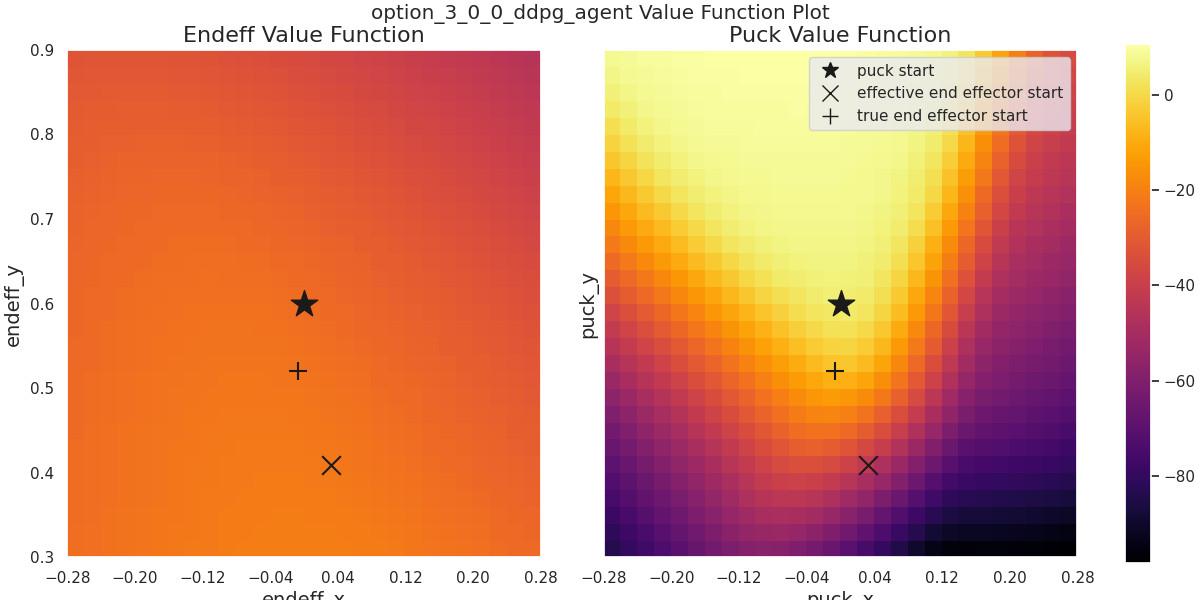 option_3_0_0_ddpg_agent Value Function Plot
Endeff Value Function
Puck Value Function
0.9
0.8
0.7
0.6
0.5
0.4
0.3
endeff_y
−0.28 −0.20 −0.12 −0.04 0.04 0.12 0.20 0.28
endeff_x
puck start
effective end effector start
true end effector start
puck_y
−0.28 −0.20 −0.12 −0.04 0.04 0.12 0.20 0.28
puck_x
0
−20
−40
−60
−80